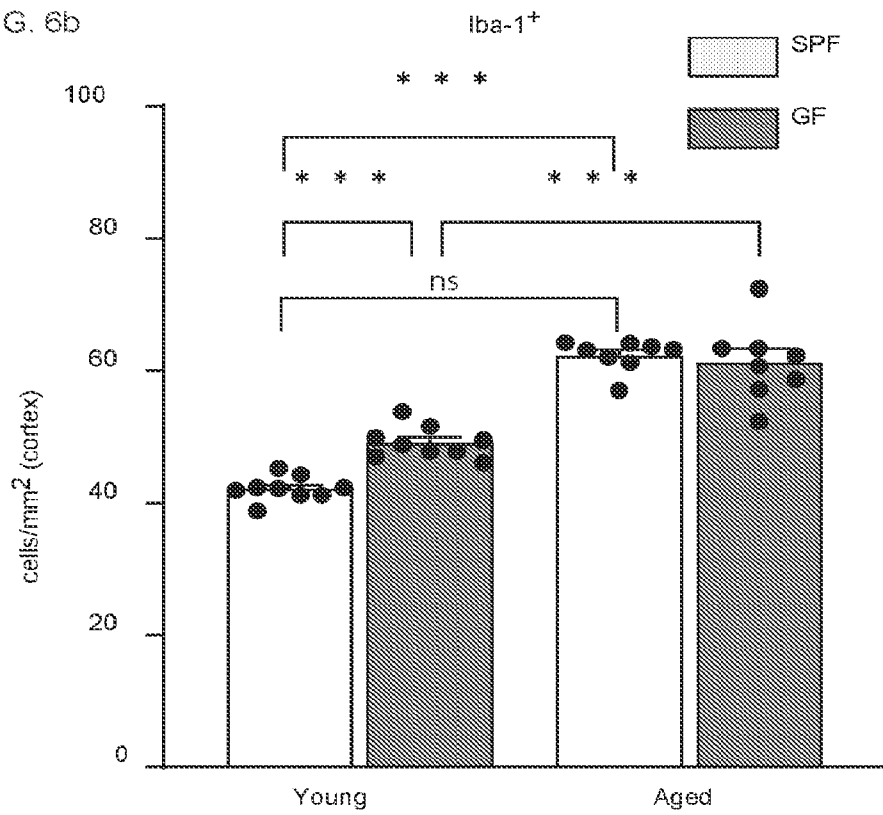 G. 6b
Iba-1+
SPF
GF
* * *
* * *
* * *
ns
100
80
60
40
20
0
cells/mm2 (cortex)
Young
Aged